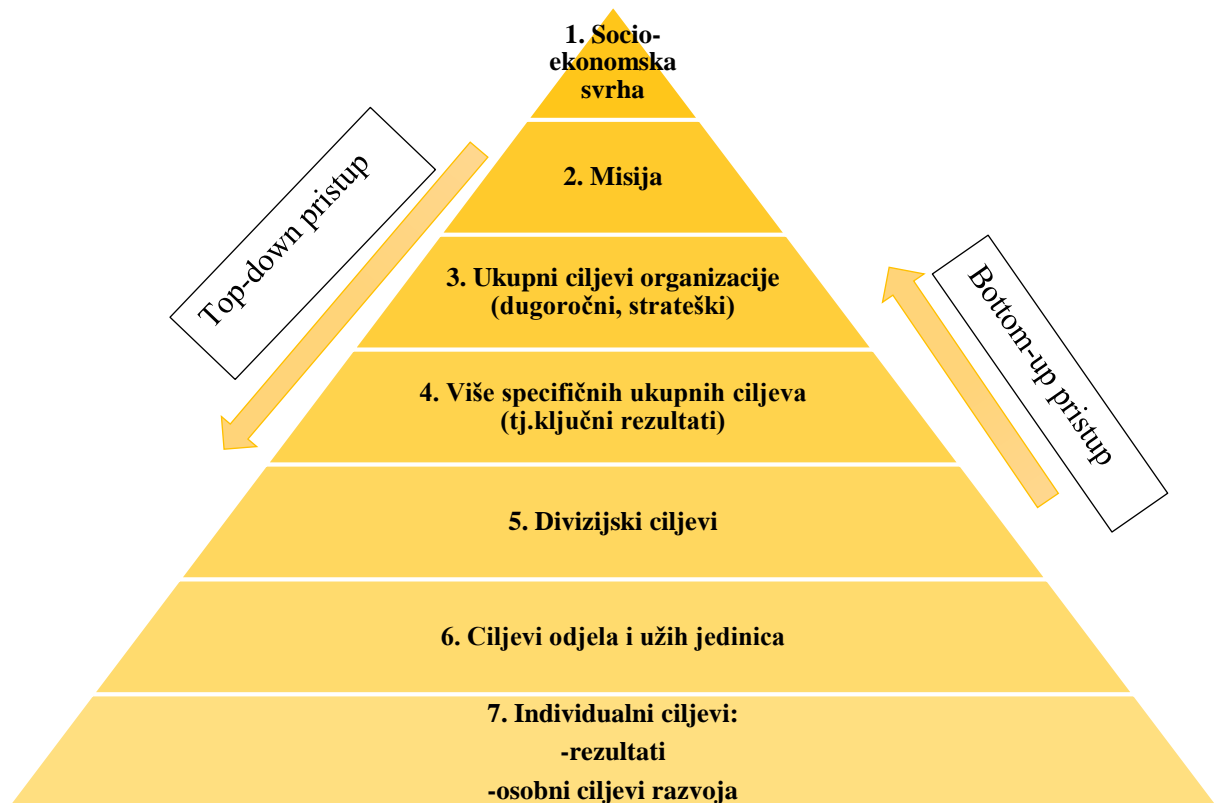 1. Socio-
ekonomska
svrha
2. Misija
3. Ukupni ciljevi organizacije
(dugoročni, strateški)
4. Više specifičnih ukupnih ciljeva
(tj.ključni rezultati)
5. Divizijski ciljevi
6. Ciljevi odjela i užih jedinica
7. Individualni ciljevi:
-rezultati
-osobni ciljevi razvoja
Top-down pristup
Bottom-up pristup